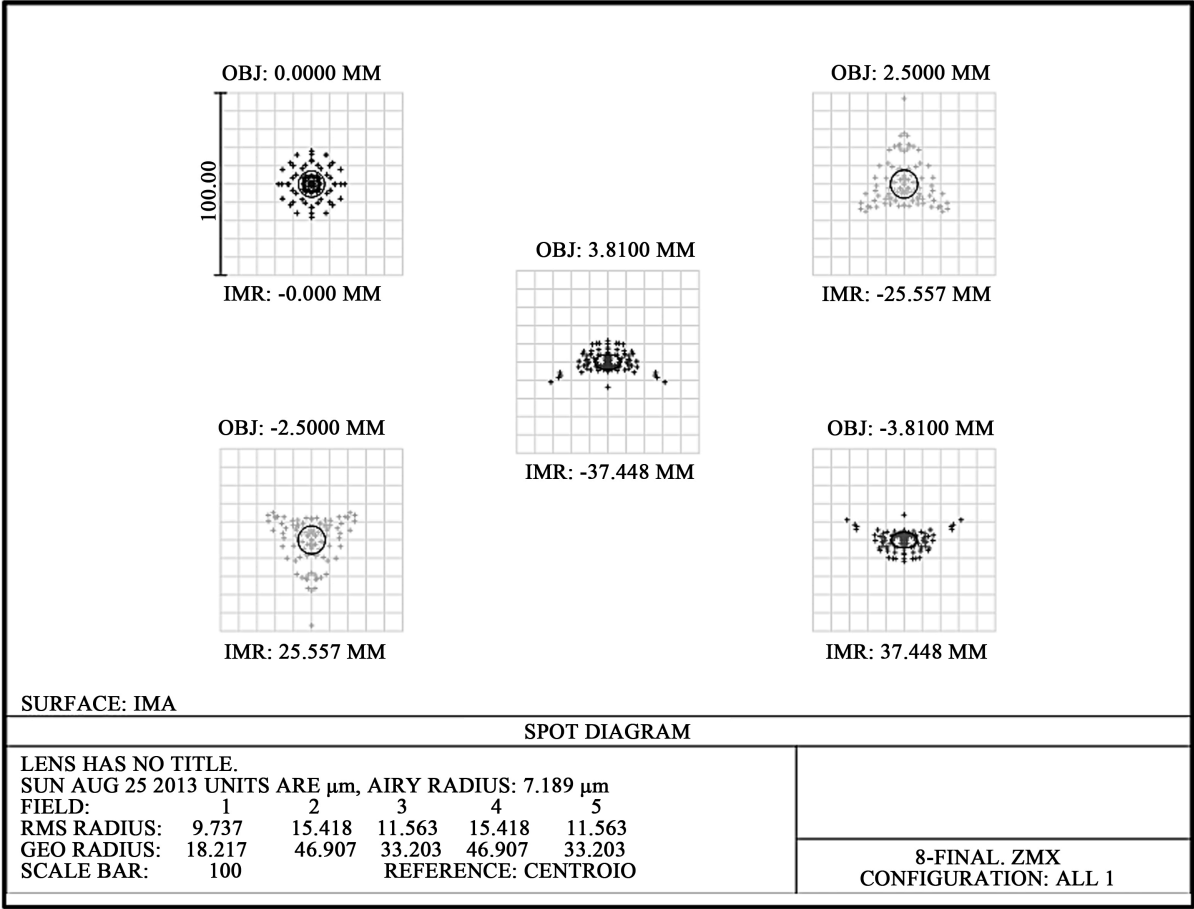 OBJ: 0.0000 MM
OBJ: 2.5000 MM
100.00
IMR: -0.000 MM
IMR: -25.557 MM
OBJ: 3.8100 MM
IMR: -37.448 MM
OBJ: -2.5000 MM
OBJ: -3.8100 MM
IMR: 25.557 MM
IMR: 37.448 MM
SURFACE: IMA
SPOT DIAGRAM
LENS HAS NO TITLE.
SUN AUG 25 2013 UNITS ARE μm, AIRY RADIUS: 7.189 μm
FIELD: 1 2 3 4 5
RMS RADIUS: 9.737 15.418 11.563 15.418 11.563
GEO RADIUS: 18.217 46.907 33.203 46.907 33.203
SCALE BAR: 100 REFERENCE: CENTROIO
8-FINAL. ZMX
CONFIGURATION: ALL 1